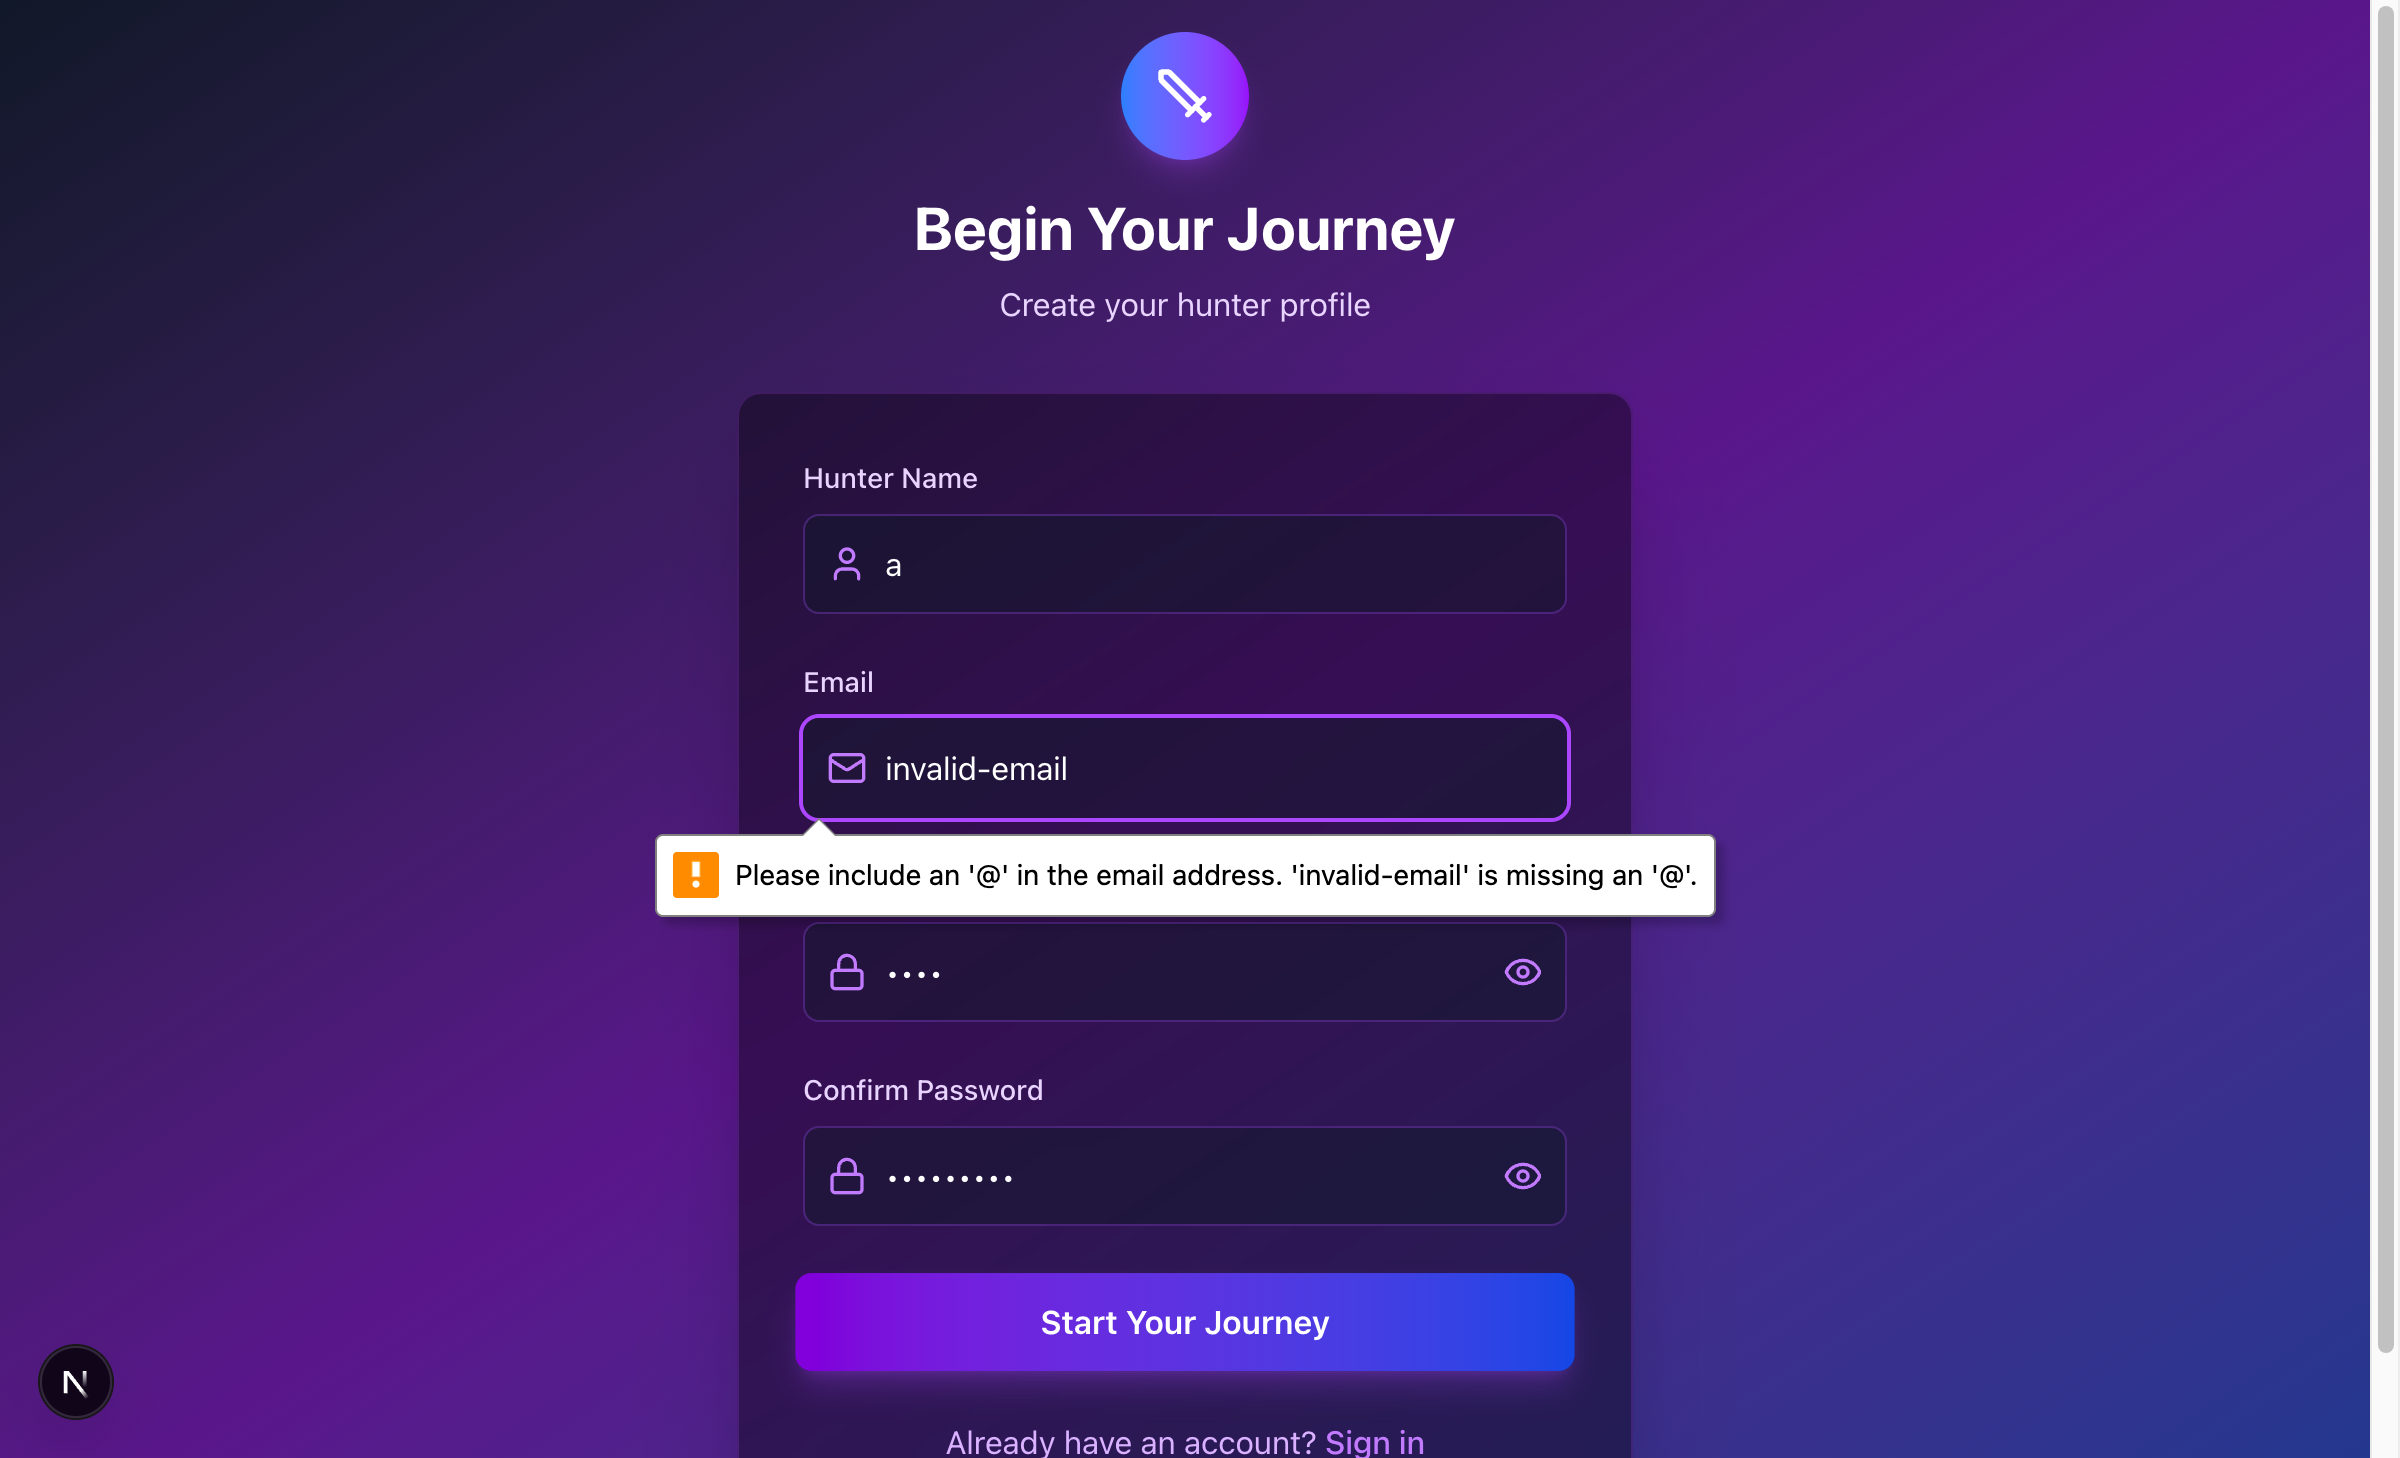 Begin Your Journey
Create your hunter profile
Hunter Name
a
Email
invalid-email
Please include an '@' in the email address. 'invalid-email' is missing an '@'.
••••
Confirm Password
•••••••••
Start Your Journey
N
Already have an account? Sign in